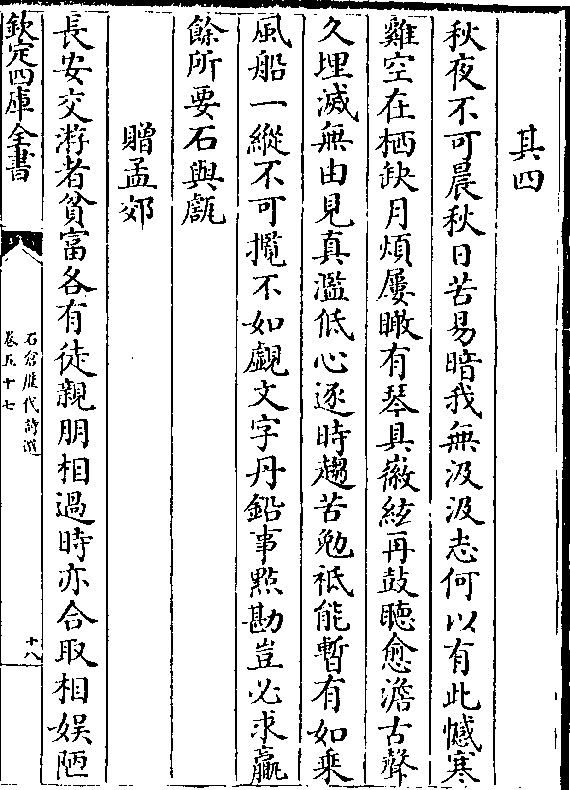 其四
秋夜不可晨秋日苦易暗我無汲汲志何以有此憾寒
雞空在栖缺月煩屢瞰有琴具徽絃再鼓聽愈澹古聲
久埋滅無由見真濫低心逐時趨苦勉祗能暫有如乗
風船一縱不可攬不如覷文字丹鉛事㸃勘豈必求贏
餘所要石與甔
贈孟郊
長安交游者貧富各有徒親朋相過時亦合取相娱陋
欽定四庫全書
石倉歴代詩選
卷五十七
十八